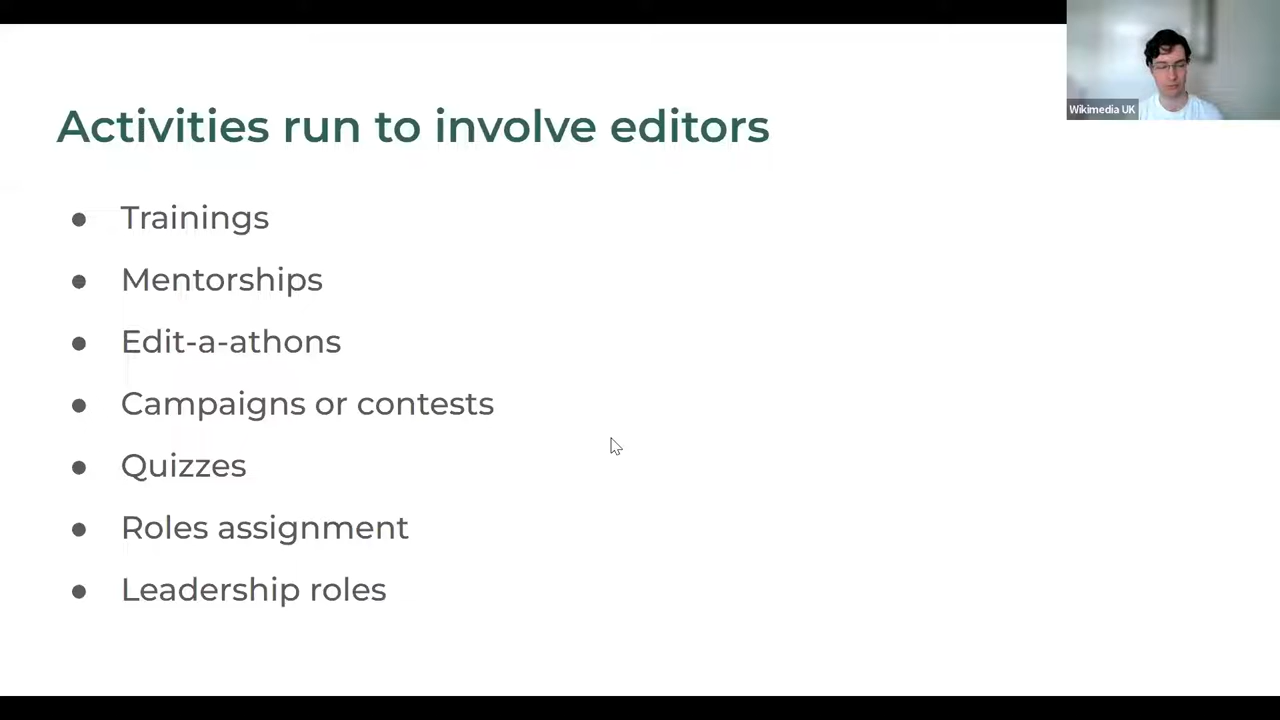 Activities run to involve editors
Wikimedia UK
● Trainings
● Mentorships
● Edit-a-athons
● Campaigns or contests
● Quizzes
● Roles assignment
● Leadership roles